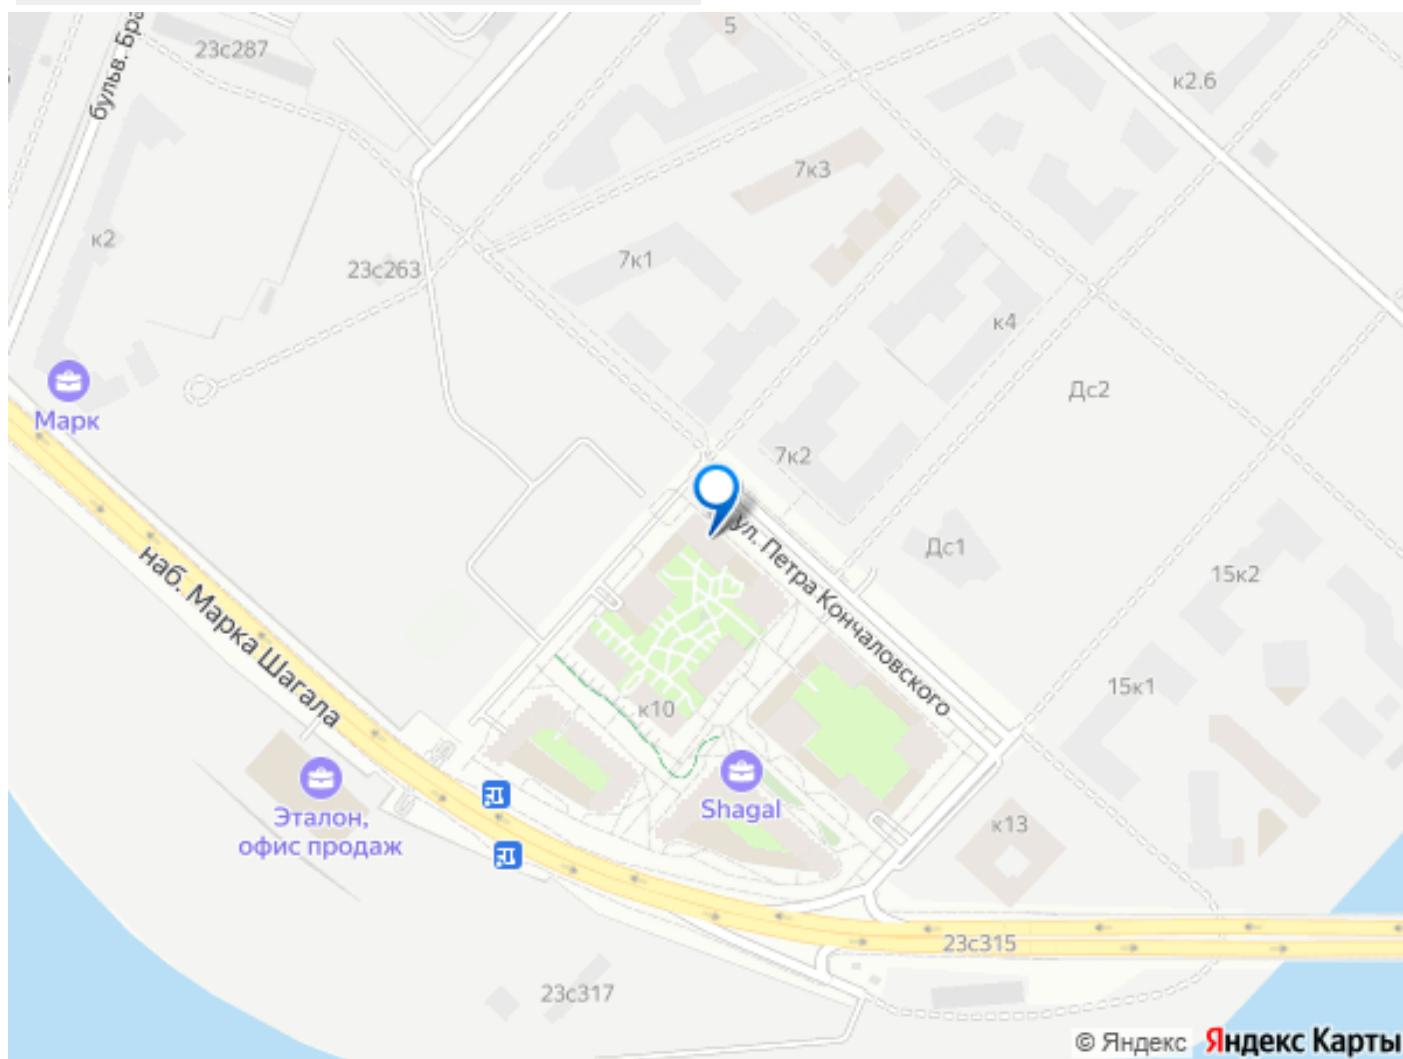 5
23с287
бульв. Бра
к2.6
7к3
к2
7к1
23с263
к4
Дс2
Марк
7к2
ул. Петра Кончаловского
Дс1
15к2
наб. Марка Шагала
15к1
к10
Shagal
Эталон,
офис продаж
к13
23с315
23с317
© Яндекс Яндекс Карты